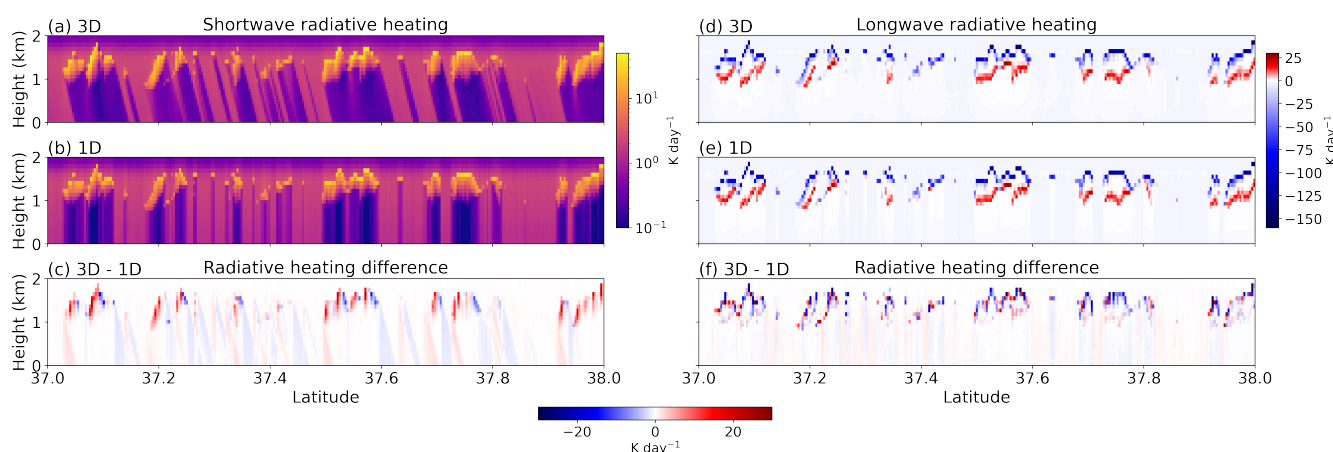 (a) 3D Shortwave radiative heating
2
1
0
Height (km)
10¹
10⁰
10⁻¹
K day⁻¹
(b) 1D
2
1
0
Height (km)
(c) 3D - 1D Radiative heating difference
2
1
0
Height (km)
37.0 37.2 37.4 37.6 37.8 38.0
Latitude
(d) 3D Longwave radiative heating
(e) 1D
25
0
−25
−50
−75
−100
−125
−150
K day⁻¹
(f) 3D - 1D Radiative heating difference
37.0 37.2 37.4 37.6 37.8 38.0
Latitude
−20 0 20
K day⁻¹